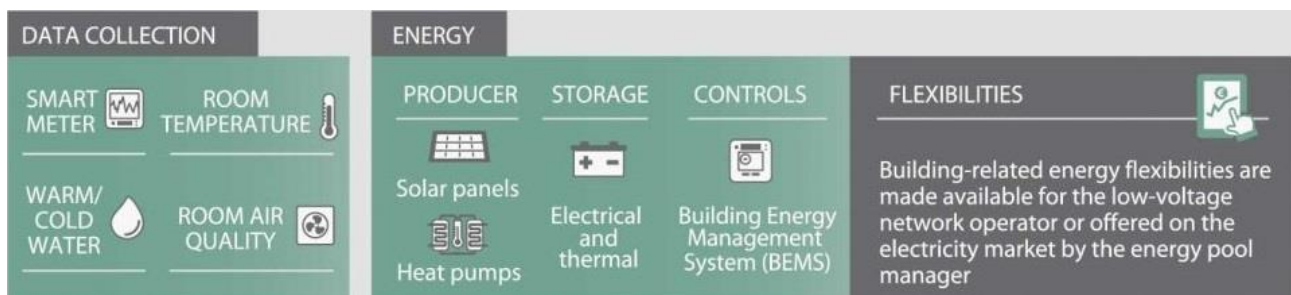 DATA COLLECTION
SMART
METER
ROOM
TEMPERATURE
WARM/
COLD
WATER
ROOM AIR
QUALITY
ENERGY
PRODUCER
Solar panels
Heat pumps
STORAGE
Electrical
and
thermal
CONTROLS
Building Energy
Management
System (BEMS)
FLEXIBILITIES
Building-related energy flexibilities are
made available for the low-voltage
network operator or offered on the
electricity market by the energy pool
manager